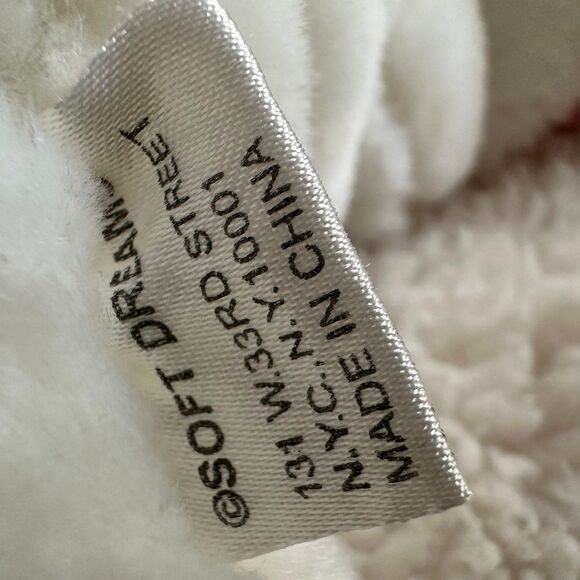 ©SOFT DREAMS
131 W.33RD STREET
N.Y.C., N.Y.10001
MADE IN CHINA